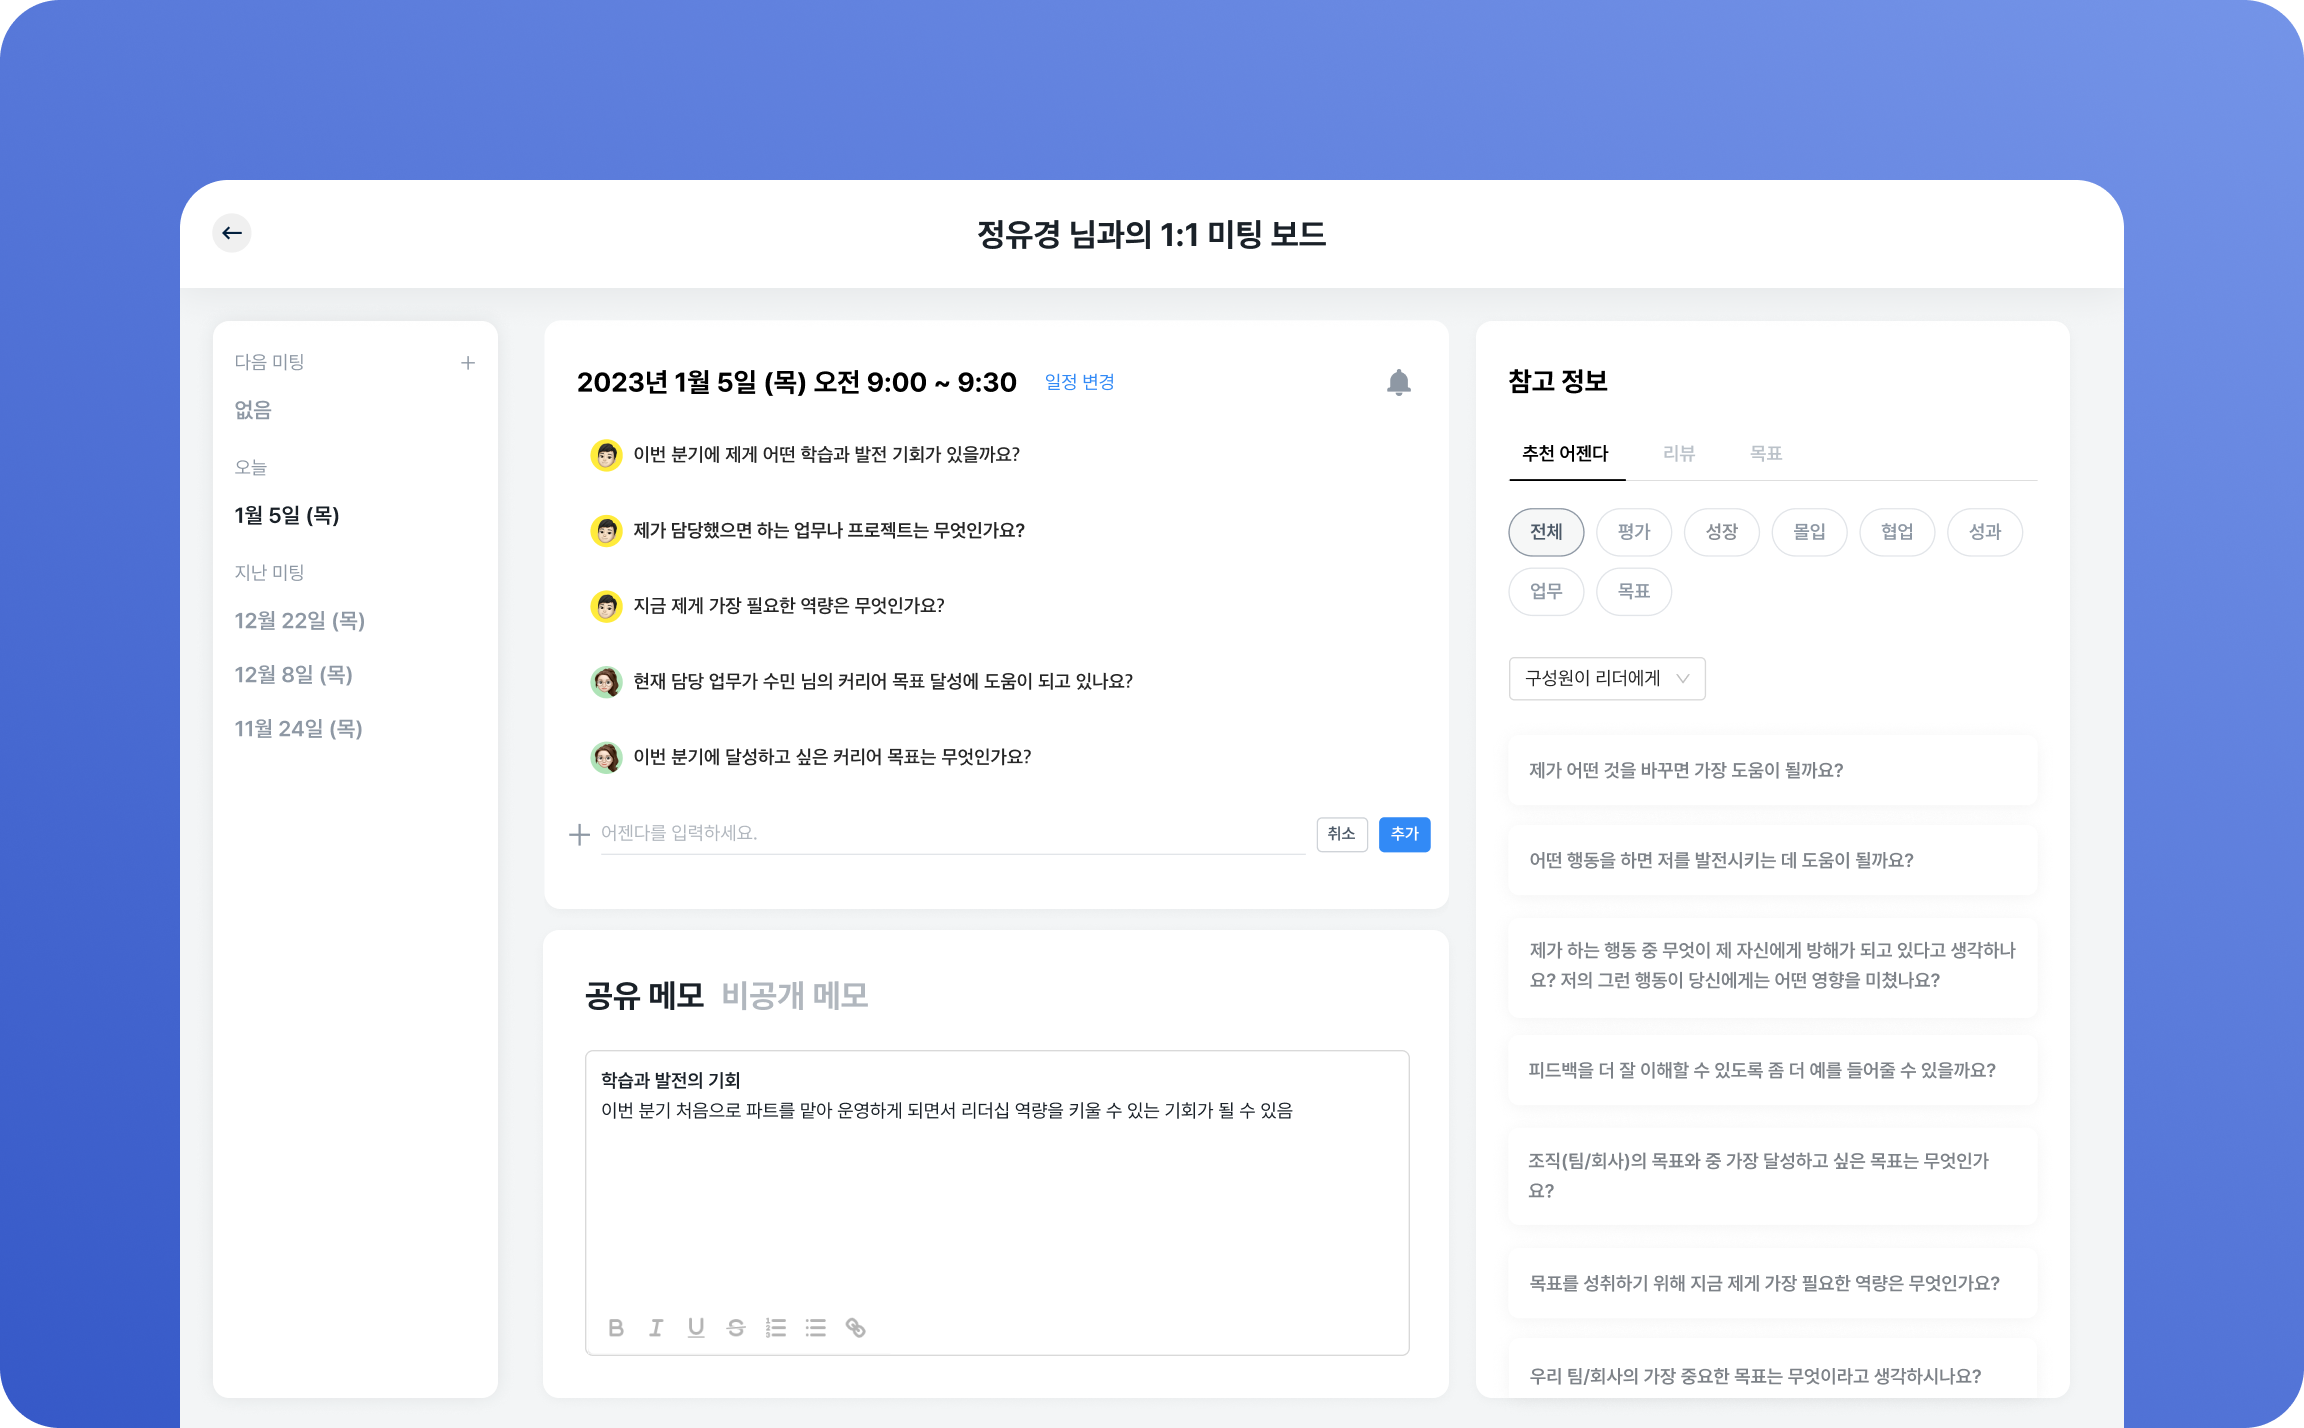 정유경 님과의 1:1 미팅 보드
다음 미팅
없음
오늘
1월 5일 (목)
지난 미팅
12월 22일 (목)
12월 8일 (목)
11월 24일 (목)
2023년 1월 5일 (목) 오전 9:00 ~ 9:30 일정 변경
이번 분기에 제게 어떤 학습과 발전 기회가 있을까요?
제가 담당했으면 하는 업무나 프로젝트는 무엇인가요?
지금 제게 가장 필요한 역량은 무엇인가요?
현재 담당 업무가 수민 님의 커리어 목표 달성에 도움이 되고 있나요?
이번 분기에 달성하고 싶은 커리어 목표는 무엇인가요?
어젠다를 입력하세요. 취소 추가
공유 메모 비공개 메모
학습과 발전의 기회
이번 분기 처음으로 파트를 맡아 운영하게 되면서 리더십 역량을 키울 수 있는 기회가 될 수 있음
참고 정보
추천 어젠다 리뷰 목표
전체 평가 성장 몰입 협업 성과
업무 목표
구성원이 리더에게
제가 어떤 것을 바꾸면 가장 도움이 될까요?
어떤 행동을 하면 저를 발전시키는 데 도움이 될까요?
제가 하는 행동 중 무엇이 제 자신에게 방해가 되고 있다고 생각하나
요? 저의 그런 행동이 당신에게는 어떤 영향을 미쳤나요?
피드백을 더 잘 이해할 수 있도록 좀 더 예를 들어줄 수 있을까요?
조직(팀/회사)의 목표와 중 가장 달성하고 싶은 목표는 무엇인가
요?
목표를 성취하기 위해 지금 제게 가장 필요한 역량은 무엇인가요?
우리 팀/회사의 가장 중요한 목표는 무엇이라고 생각하시나요?